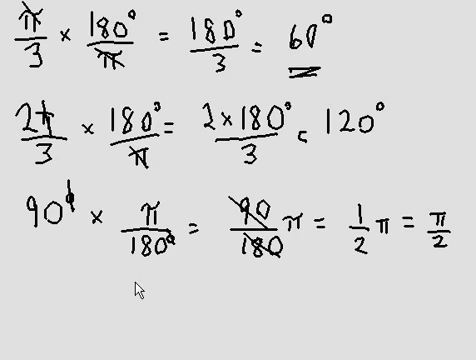 π/3 × 180°/π = 180°/3 = 60°
2π/3 × 180°/π = 2×180°/3 = 120°
90° × π/180° = 90/180 π = 1/2 π = π/2